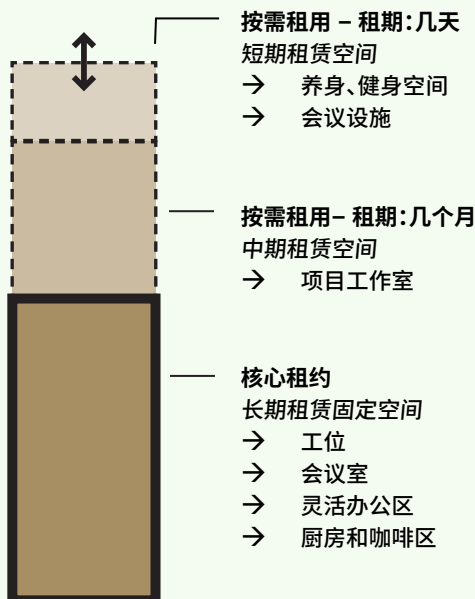 按需租用 – 租期：几天
短期租赁空间
→ 养身、健身空间
→ 会议设施
按需租用– 租期：几个月
中期租赁空间
→ 项目工作室
核心租约
长期租赁固定空间
→ 工位
→ 会议室
→ 灵活办公区
→ 厨房和咖啡区